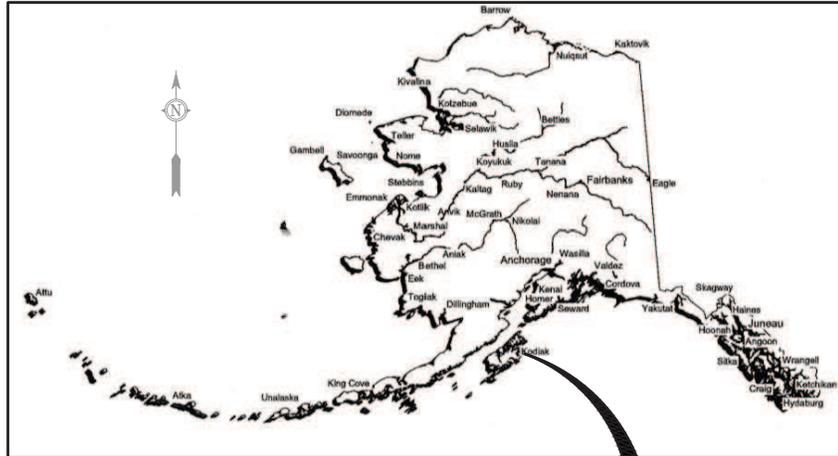 Barrow
Kaktovik
Nuiqsut
Kivalina
Kotzebue
Diomede
Selawik
Bettles
Teller
Huslia
Gambell
Savoonga
Nome
Koyukuk
Tanana
Stebbins
Kaltag
Ruby
Fairbanks
Eagle
Nenana
Emmonak
Kotlik
Anvik
McGrath
Nikolai
Marshal
Chevak
Aniak
Anchorage
Wasilla
Bethel
Valdez
Eek
Cordova
Skagway
Attu
Togiak
Dillingham
Kenai
Homer
Seward
Yakutat
Haines
Juneau
Hoonah
Angoon
Kodiak
Sitka
Wrangell
King Cove
Craig
Ketchikan
Atka
Unalaska
Hydaburg
N